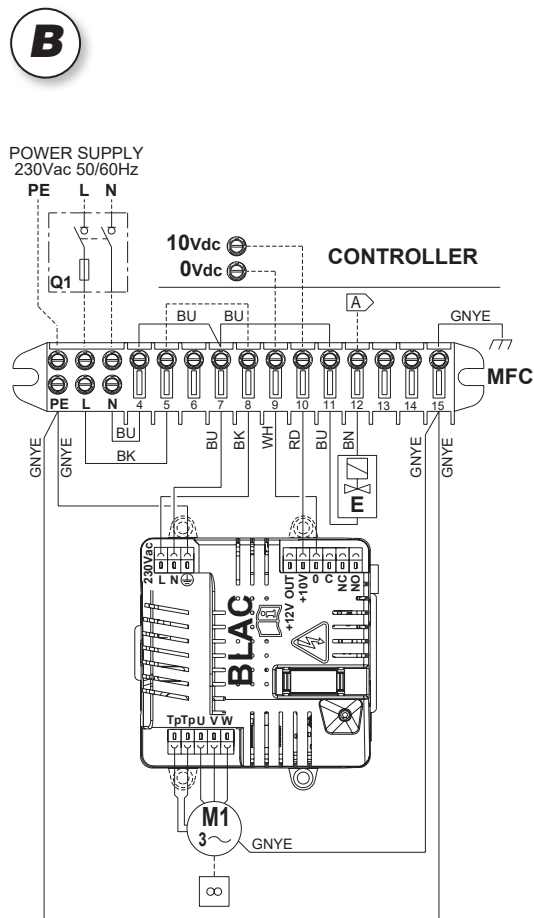 B
POWER SUPPLY
230Vac 50/60Hz
PE L N
Q1
10Vdc
0Vdc
CONTROLLER
A
BU BU GNYE
MFC
PE L N 4 5 6 7 8 9 10 11 12 13 14 15
GNYE GNYE BU BK BU BK WH RD BU BN GNYE GNYE
E
230Vac
L N
+12V OUT +10V 0 C NC NO
BLAC
i
Tp Tp U V W
M1
3~
GNYE
8